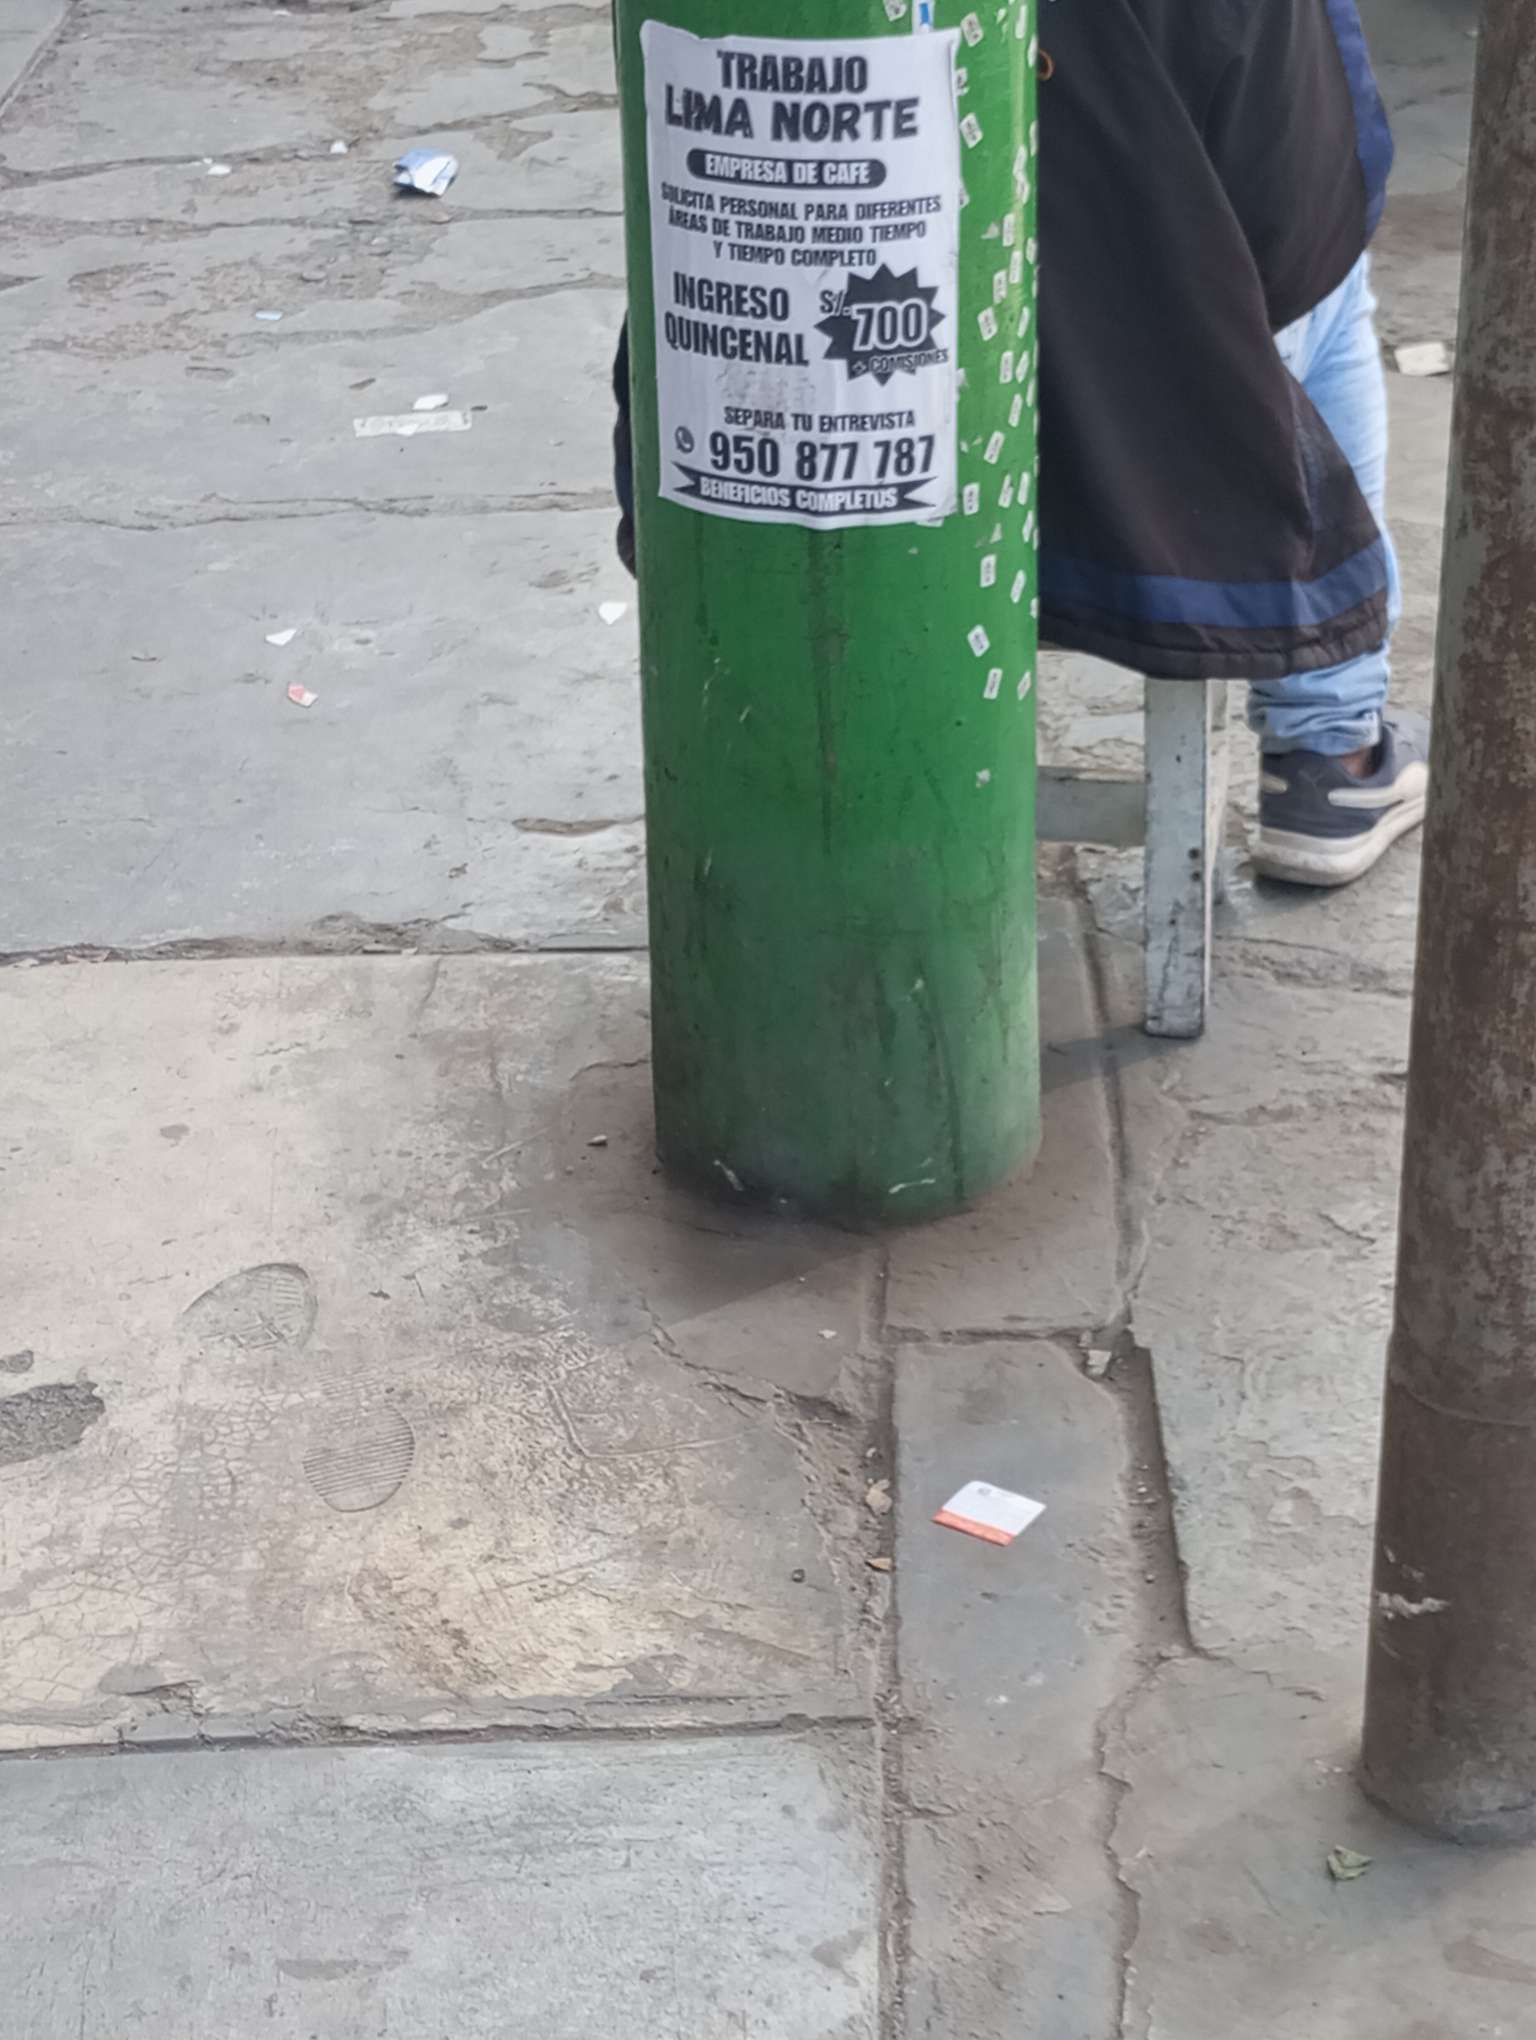 TRABAJO
LIMA NORTE
EMPRESA DE CAFE
SOLICITA PERSONAL PARA DIFERENTES
ÁREAS DE TRABAJO MEDIO TIEMPO
Y TIEMPO COMPLETO
INGRESO
QUINCENAL
S/. 700
+ COMISIONES
SEPARA TU ENTREVISTA
950 877 787
BENEFICIOS COMPLETOS